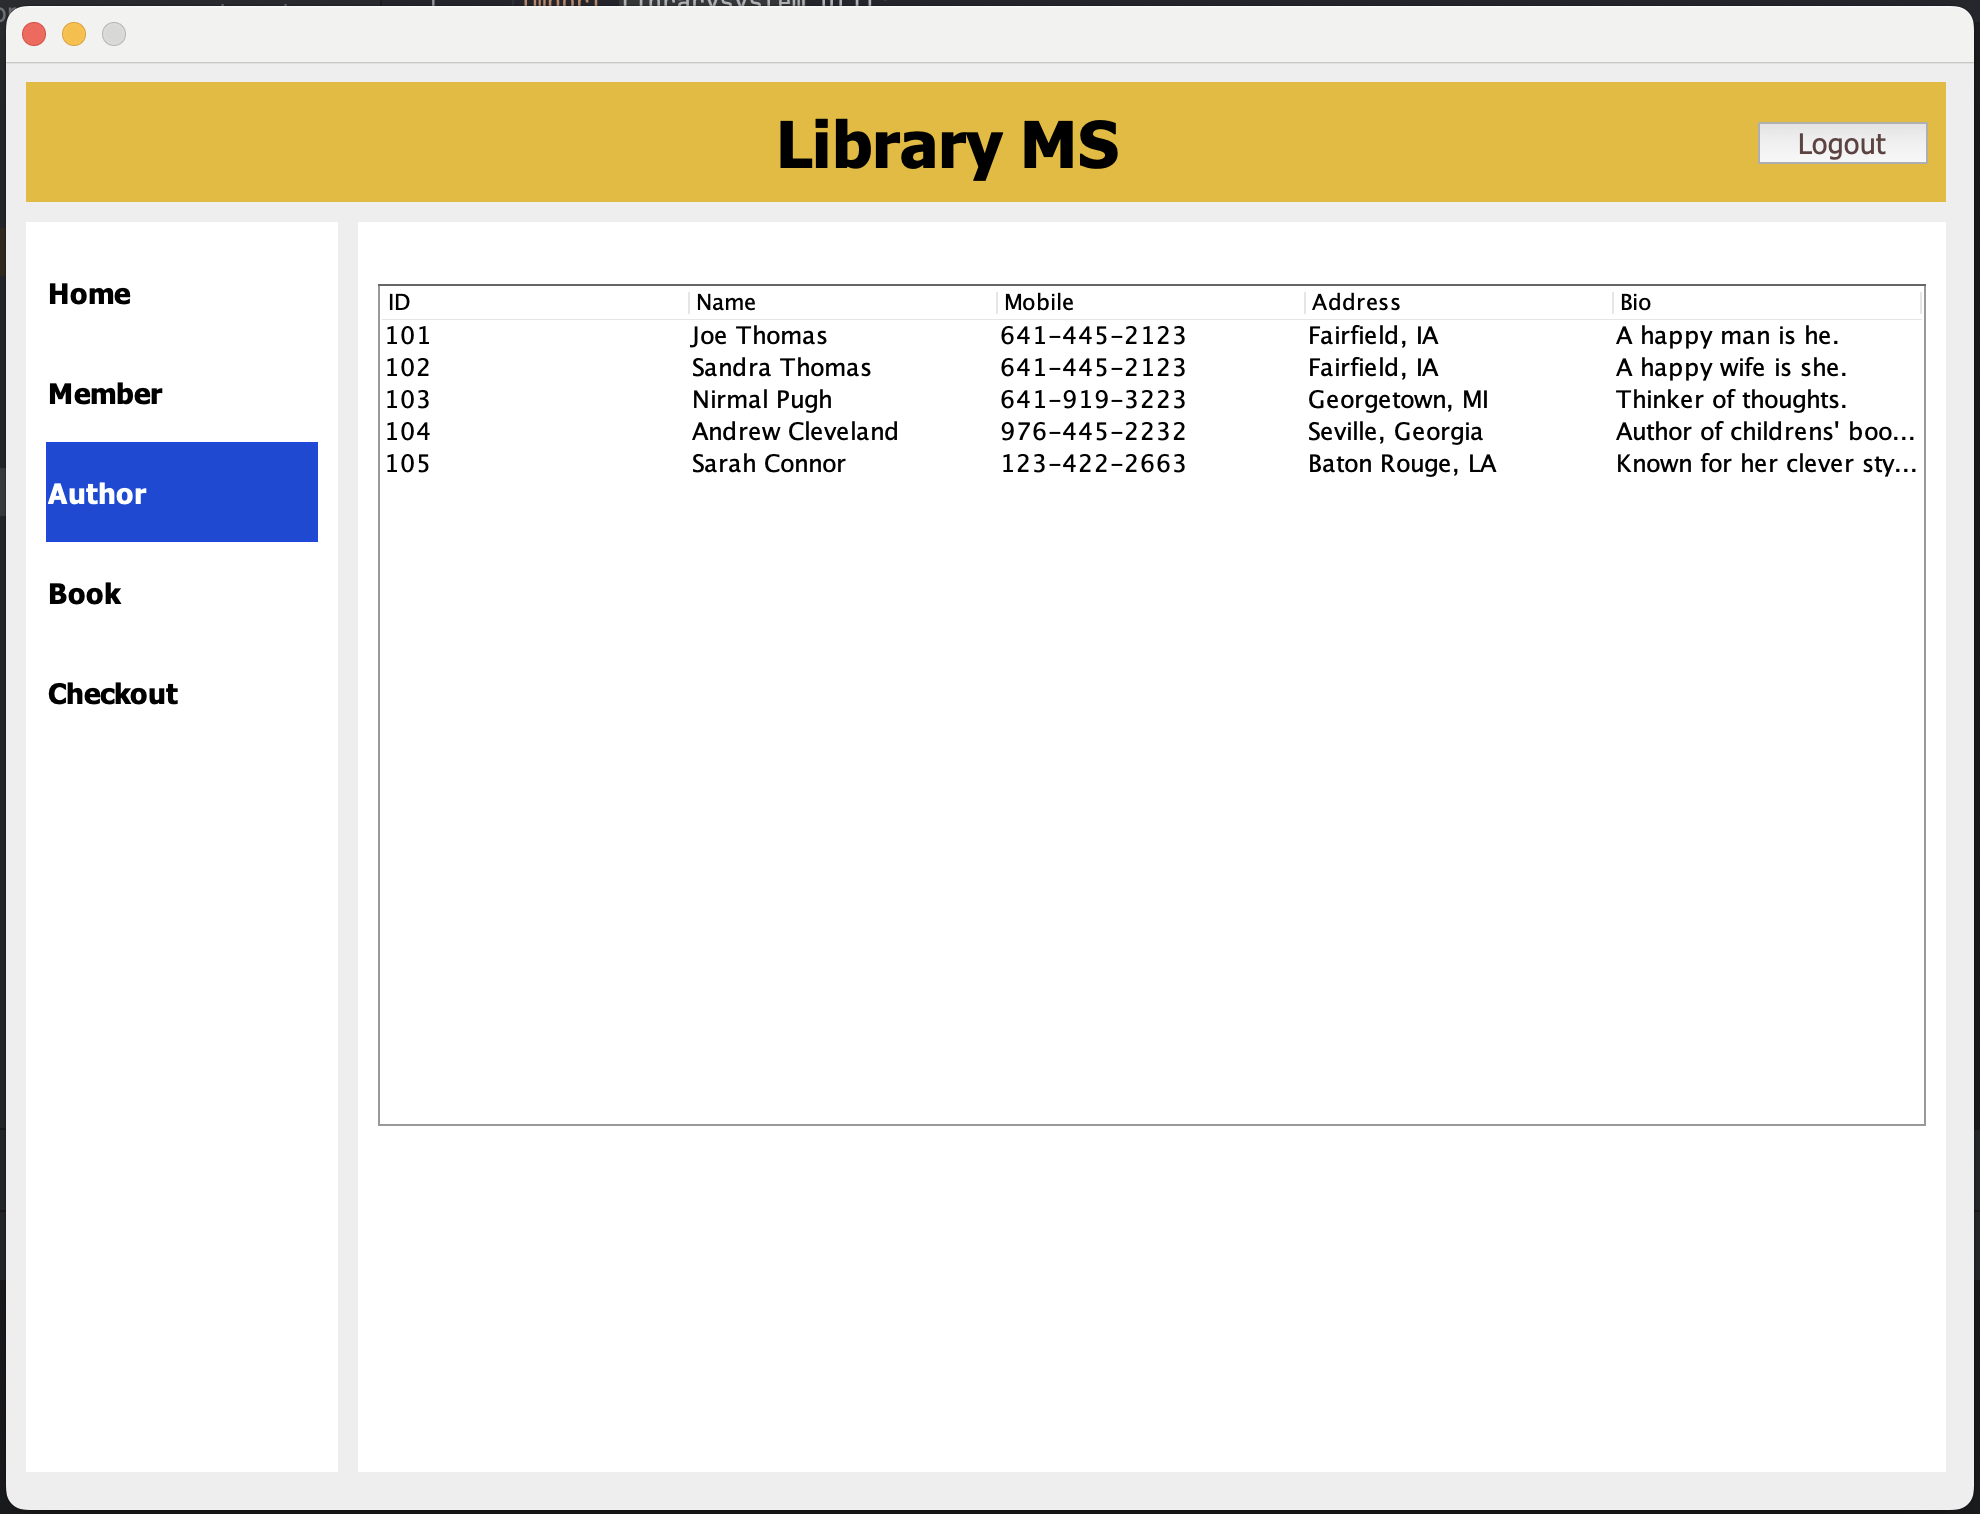 Library MS
Logout
Home
Member
Author
Book
Checkout
ID Name Mobile Address Bio
101 Joe Thomas 641-445-2123 Fairfield, IA A happy man is he.
102 Sandra Thomas 641-445-2123 Fairfield, IA A happy wife is she.
103 Nirmal Pugh 641-919-3223 Georgetown, MI Thinker of thoughts.
104 Andrew Cleveland 976-445-2232 Seville, Georgia Author of childrens' boo...
105 Sarah Connor 123-422-2663 Baton Rouge, LA Known for her clever sty...